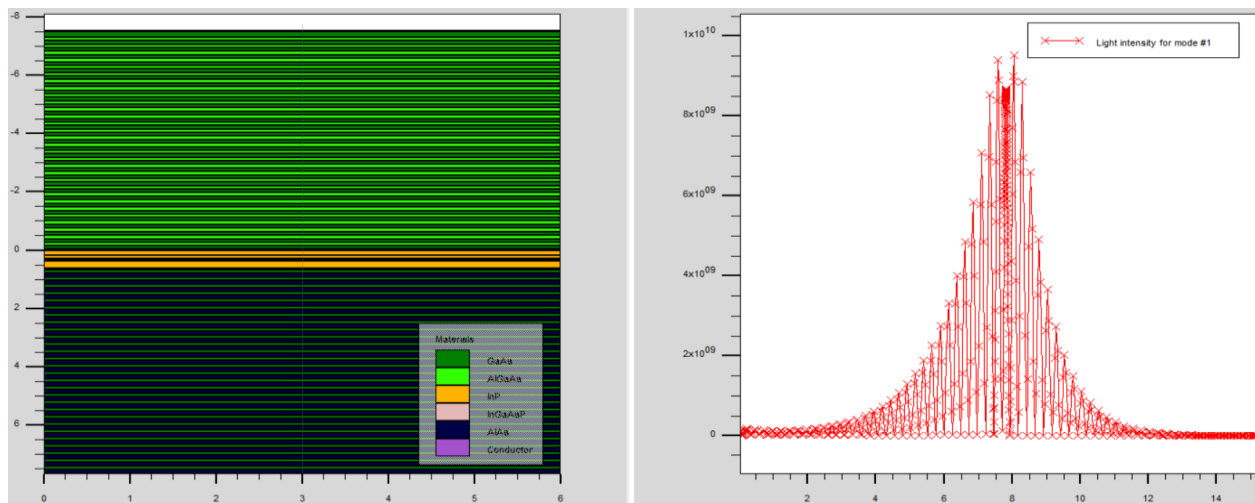 -8
-6
-4
-2
0
2
4
6
0 1 2 3 4 5 6
Materials
GaAs
AlGaAs
InP
InGaAsP
AlAs
Conductor
1x10^10
8x10^09
6x10^09
4x10^09
2x10^09
0
2 4 6 8 10 12 14
Light intensity for mode #1